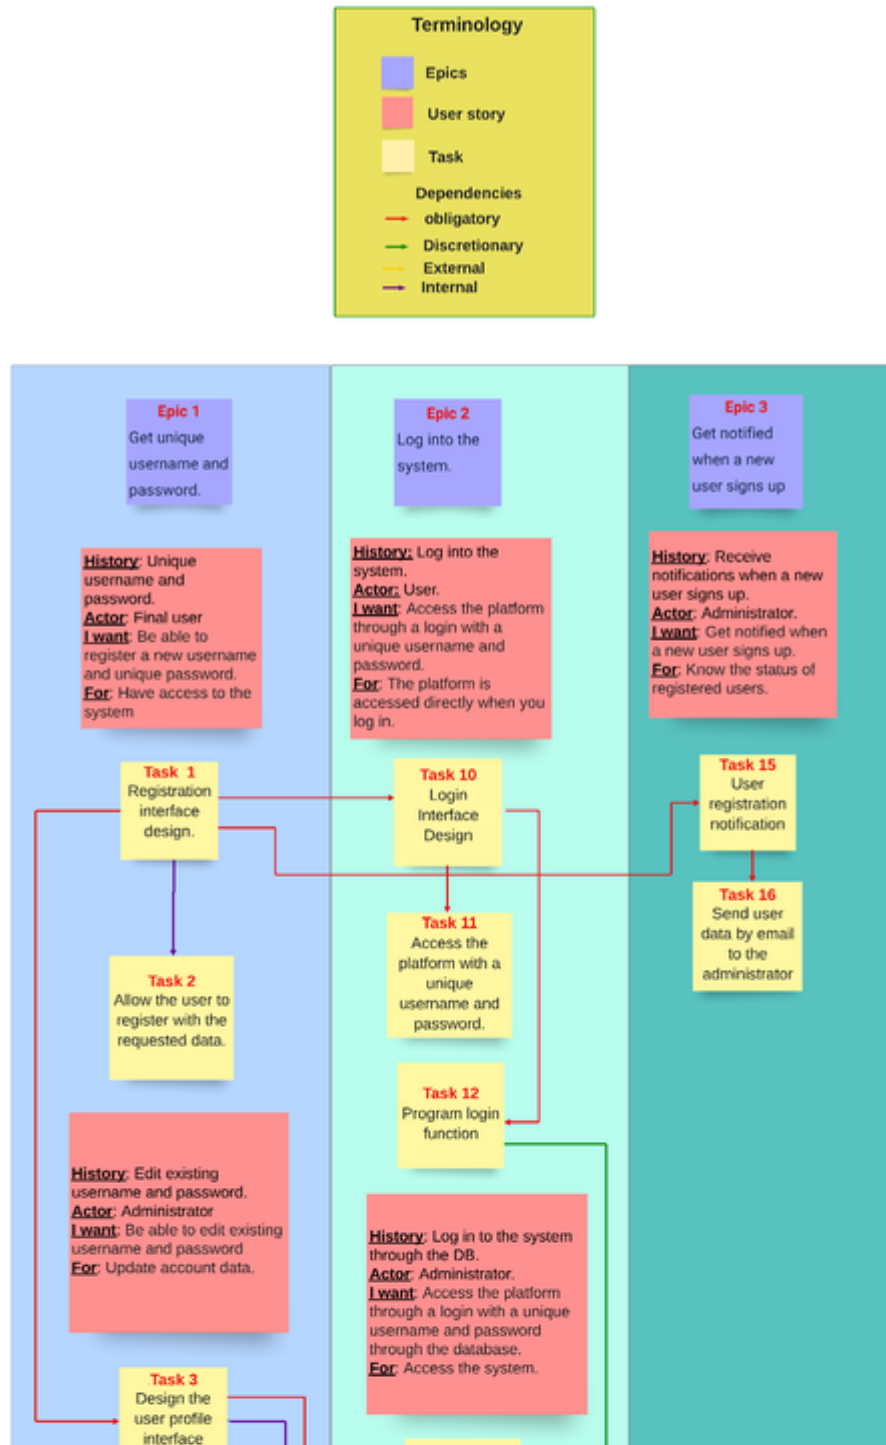 Terminology
Epics
User story
Task
Dependencies
obligatory
Discretionary
External
Internal
Epic 1
Get unique
username and
password.
History: Unique
username and
password.
Actor: Final user
I want: Be able to
register a new username
and unique password.
For: Have access to the
system
Task 1
Registration
interface
design.
Task 2
Allow the user to
register with the
requested data.
History: Edit existing
username and password.
Actor: Administrator
I want: Be able to edit existing
username and password
For: Update account data.
Task 3
Design the
user profile
interface
Epic 2
Log into the
system.
History: Log into the
system.
Actor: User.
I want: Access the platform
through a login with a
unique username and
password.
For: The platform is
accessed directly when you
log in.
Task 10
Login
Interface
Design
Task 11
Access the
platform with a
unique
username and
password.
Task 12
Program login
function
History: Log in to the system
through the DB.
Actor: Administrator.
I want: Access the platform
through a login with a unique
username and password
through the database.
For: Access the system.
Epic 3
Get notified
when a new
user signs up
History: Receive
notifications when a new
user signs up.
Actor: Administrator.
I want: Get notified when
a new user signs up.
For: Know the status of
registered users.
Task 15
User
registration
notification
Task 16
Send user
data by email
to the
administrator